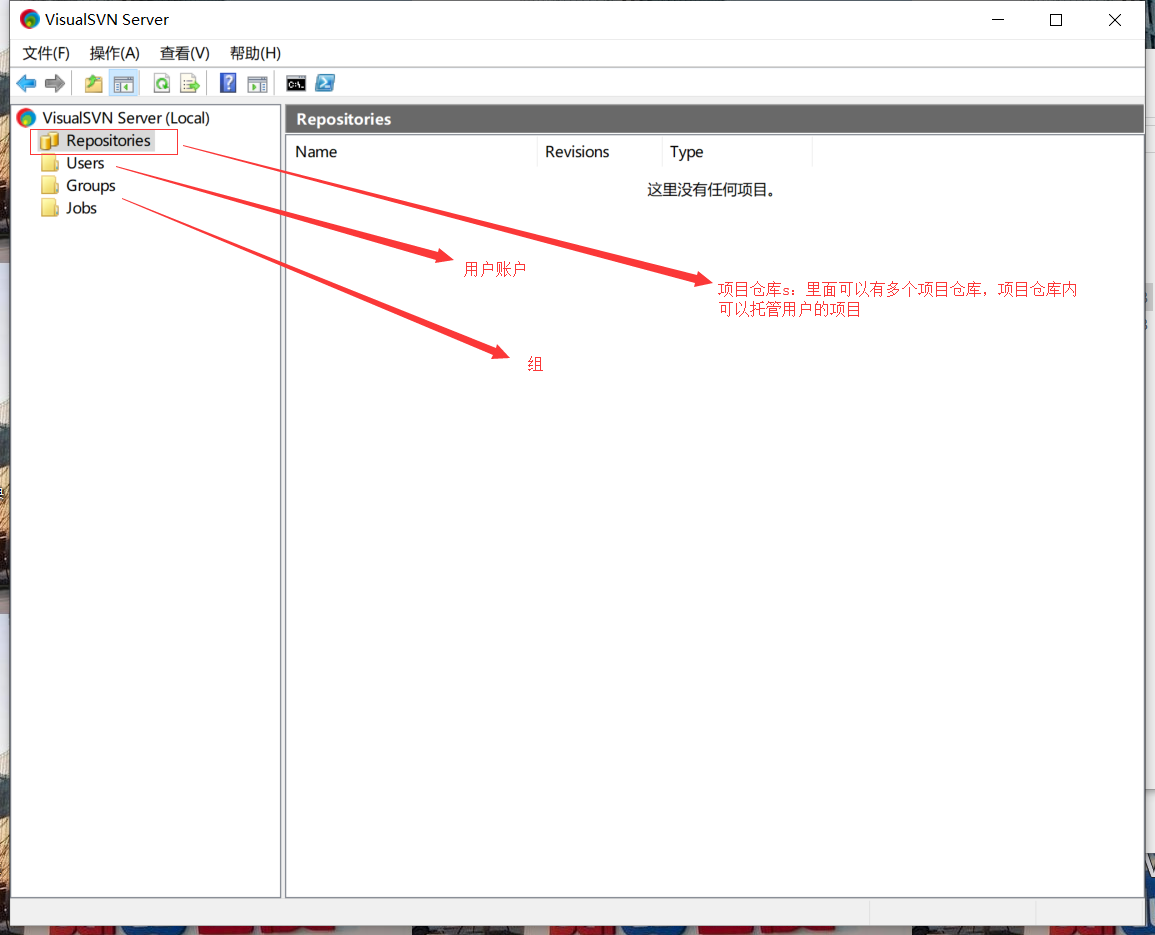 VisualSVN Server
文件(F) 操作(A) 查看(V) 帮助(H)
C:\.
VisualSVN Server (Local)
Repositories
Users
Groups
Jobs
Repositories
Name Revisions Type
这里没有任何项目。
用户账户
项目仓库s：里面可以有多个项目仓库，项目仓库内
可以托管用户的项目
组